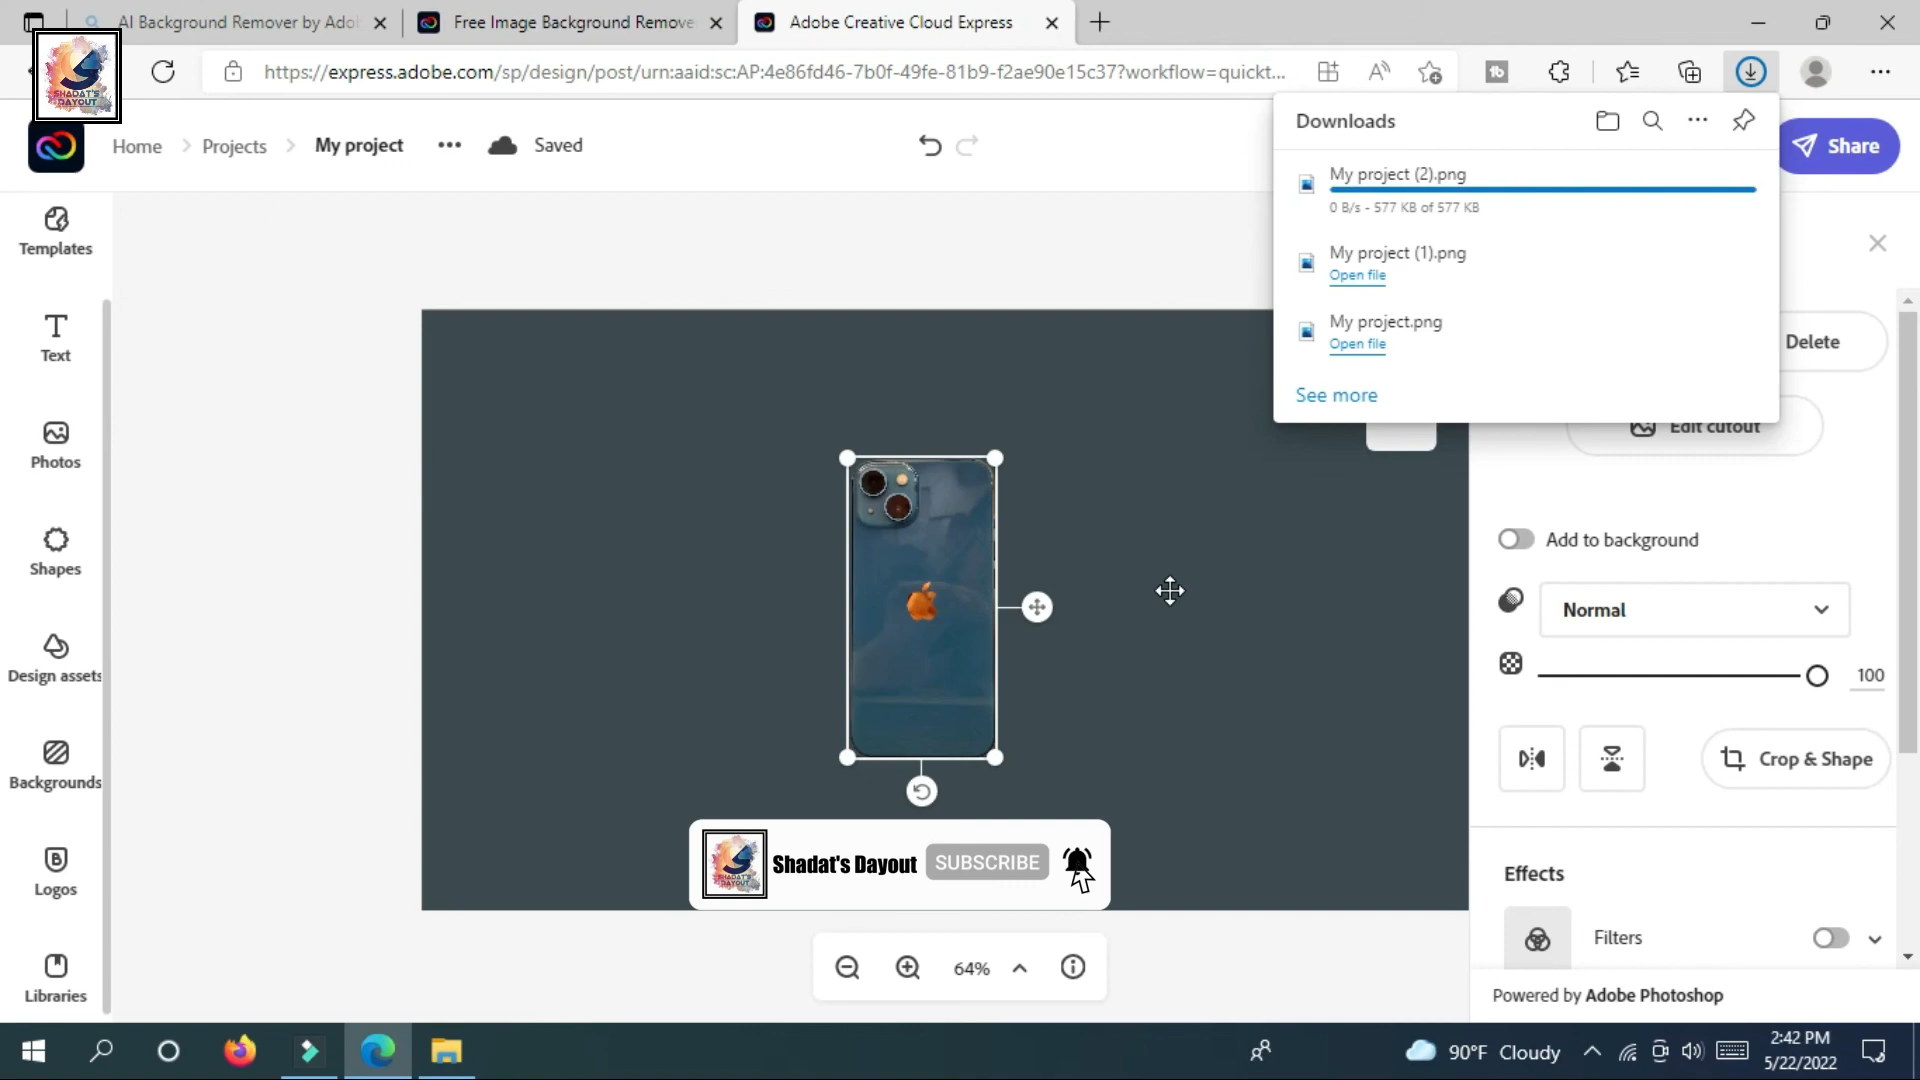 AI Background Remover by Ado
Free Image Background Remove
Adobe Creative Cloud Express
https://express.adobe.com/sp/design/post/urn:aaid:sc:AP:4e86fd46-7b0f-49fe-81b9-f2ae90e15c37?workflow=quickt...
SHADAT'S
DAYOUT
Home
Projects
My project
Saved
Share
Downloads
My project (2).png
0 B/s - 577 KB of 577 KB
My project (1).png
Open file
My project.png
Open file
See more
Templates
Text
Photos
Shapes
Design assets
Backgrounds
Logos
Libraries
Delete
Edit cutout
Add to background
Normal
100
Crop & Shape
Effects
Filters
Powered by Adobe Photoshop
SHADAT'S
DAYOUT
Shadat's Dayout
SUBSCRIBE
64%
90°F Cloudy
2:42 PM
5/22/2022